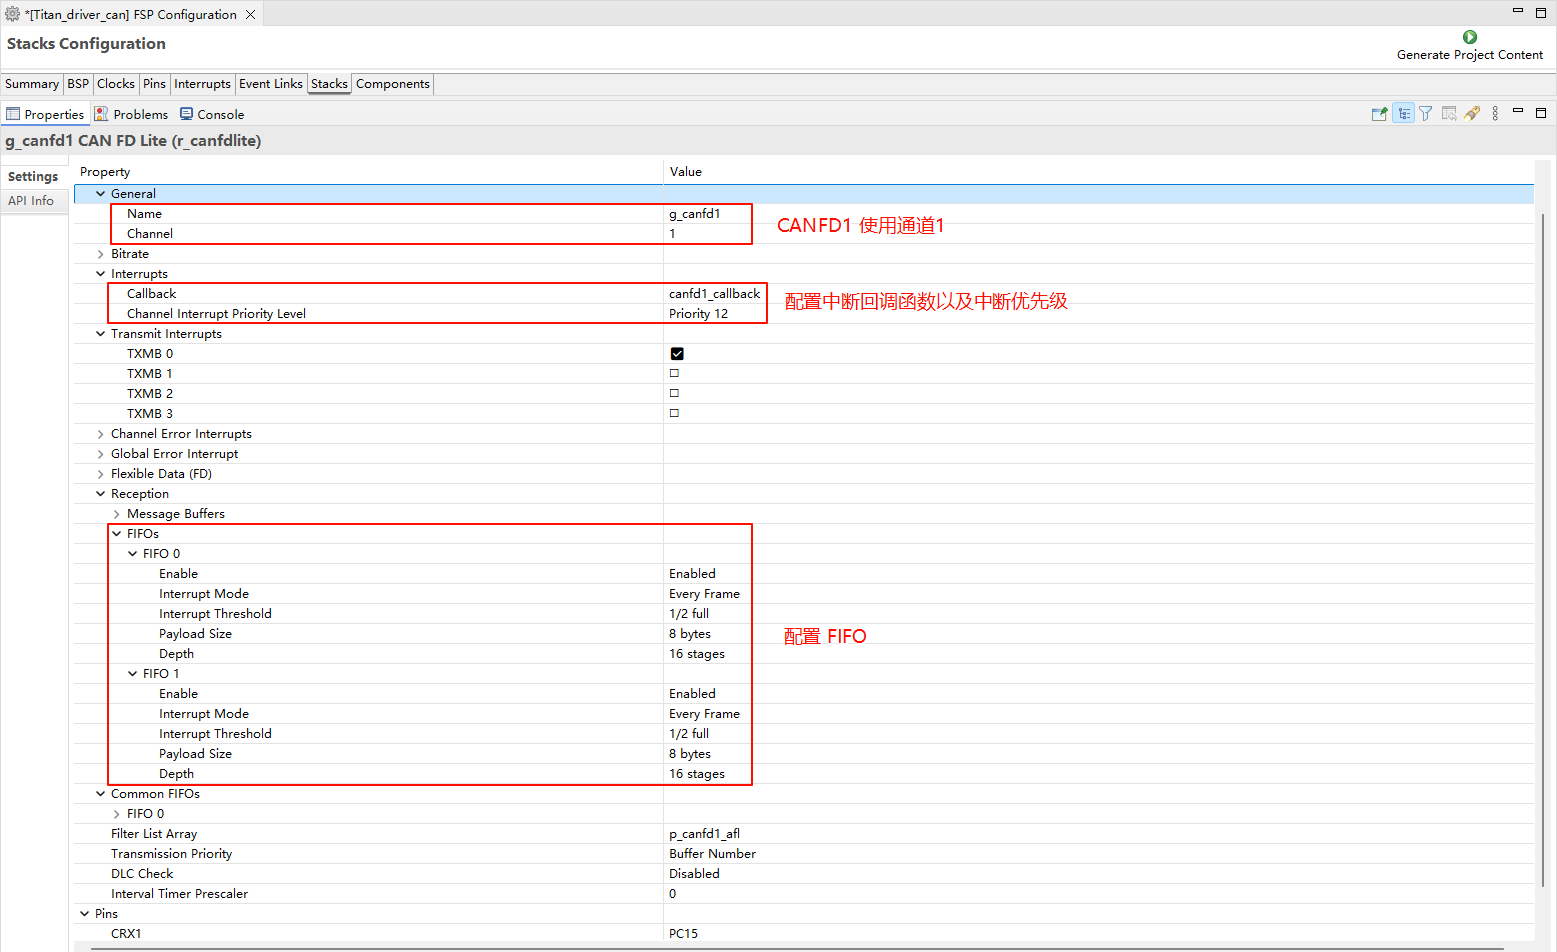 *[Titan_driver_can] FSP Configuration
Stacks Configuration
Generate Project Content
Summary BSP Clocks Pins Interrupts Event Links Stacks Components
Properties Problems Console
g_canfd1 CAN FD Lite (r_canfdlite)
Settings
API Info
Property Value
General
Name g_canfd1
Channel 1
CANFD1 使用通道1
Bitrate
Interrupts
Callback canfd1_callback
Channel Interrupt Priority Level Priority 12
配置中断回调函数以及中断优先级
Transmit Interrupts
TXMB 0
TXMB 1
TXMB 2
TXMB 3
Channel Error Interrupts
Global Error Interrupt
Flexible Data (FD)
Reception
Message Buffers
FIFOs
FIFO 0
Enable Enabled
Interrupt Mode Every Frame
Interrupt Threshold 1/2 full
Payload Size 8 bytes
Depth 16 stages
配置 FIFO
FIFO 1
Enable Enabled
Interrupt Mode Every Frame
Interrupt Threshold 1/2 full
Payload Size 8 bytes
Depth 16 stages
Common FIFOs
FIFO 0
Filter List Array p_canfd1_afl
Transmission Priority Buffer Number
DLC Check Disabled
Interval Timer Prescaler 0
Pins
CRX1 PC15